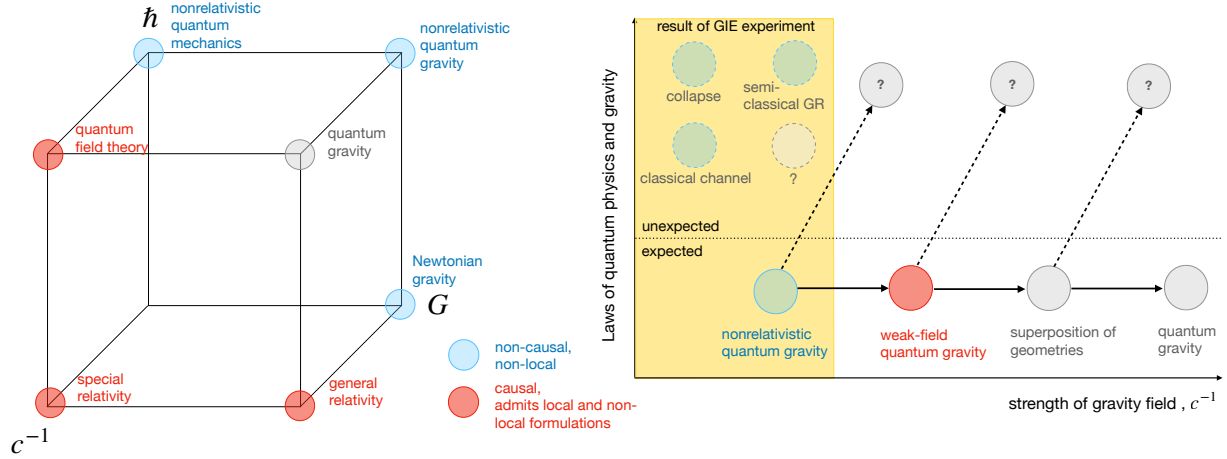 ℏ
nonrelativistic
quantum
mechanics
nonrelativistic
quantum
gravity
quantum
field theory
quantum
gravity
Newtonian
gravity
G
special
relativity
general
relativity
c⁻¹
non-causal,
non-local
causal,
admits local and non-
local formulations
Laws of quantum physics and gravity
result of GIE experiment
collapse
semi-
classical GR
classical channel
?
?
?
?
unexpected
expected
nonrelativistic
quantum gravity
weak-field
quantum gravity
superposition of
geometries
quantum
gravity
strength of gravity field , c⁻¹